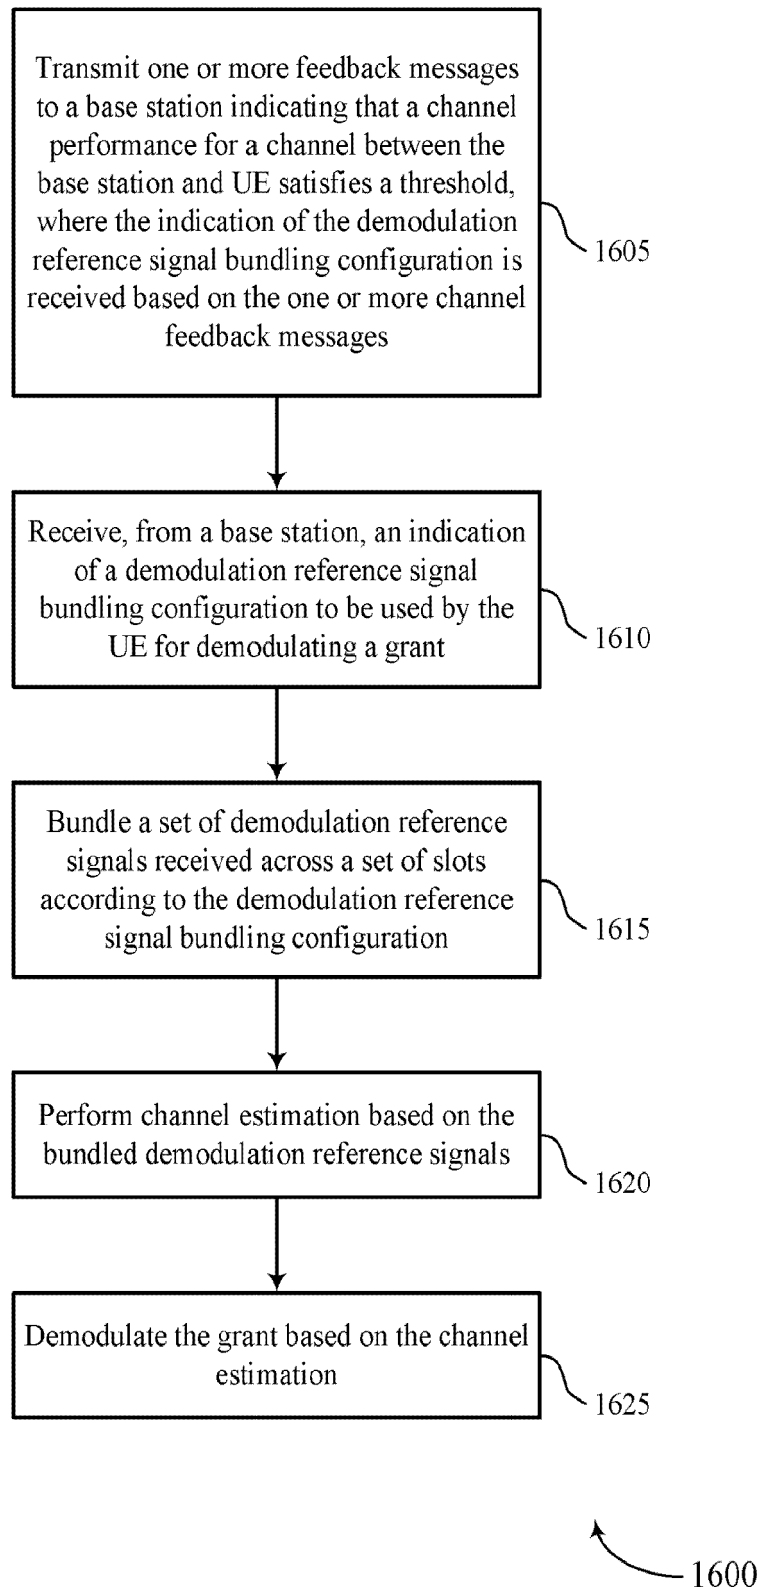 Transmit one or more feedback messages
to a base station indicating that a channel
performance for a channel between the
base station and UE satisfies a threshold,
where the indication of the demodulation
reference signal bundling configuration is
received based on the one or more channel
feedback messages
1605
Receive, from a base station, an indication
of a demodulation reference signal
bundling configuration to be used by the
UE for demodulating a grant
1610
Bundle a set of demodulation reference
signals received across a set of slots
according to the demodulation reference
signal bundling configuration
1615
Perform channel estimation based on the
bundled demodulation reference signals
1620
Demodulate the grant based on the channel
estimation
1625
1600